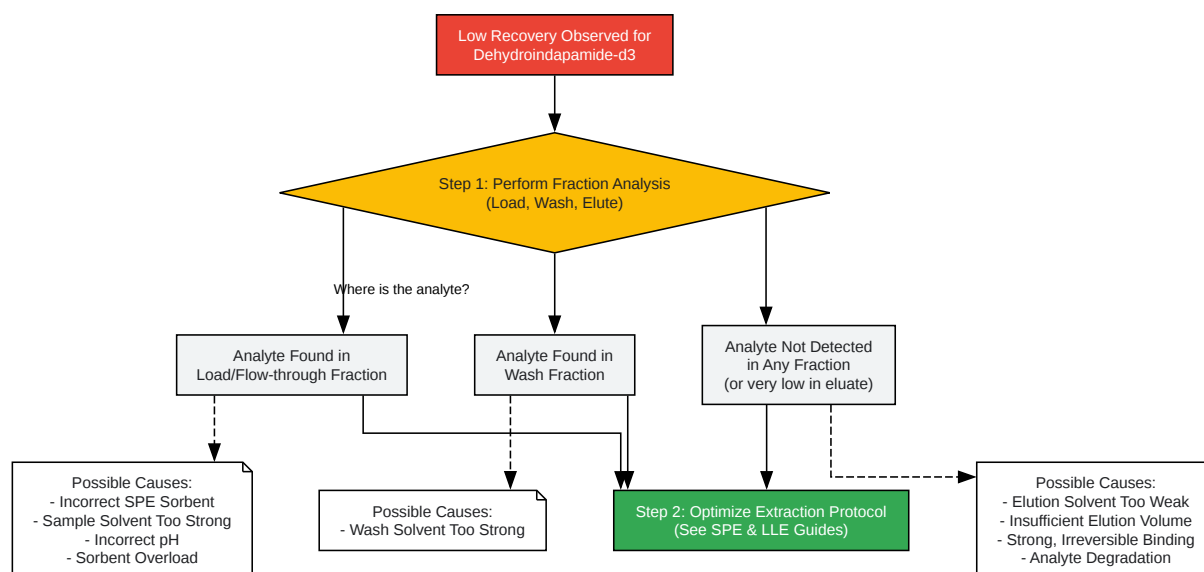 Low Recovery Observed for
Dehydroindapamide-d3
Step 1: Perform Fraction Analysis
(Load, Wash, Elute)
Where is the analyte?
Analyte Found in
Load/Flow-through Fraction
Analyte Found in
Wash Fraction
Analyte Not Detected
in Any Fraction
(or very low in eluate)
Possible Causes:
- Incorrect SPE Sorbent
- Sample Solvent Too Strong
- Incorrect pH
- Sorbent Overload
Possible Causes:
- Wash Solvent Too Strong
Step 2: Optimize Extraction Protocol
(See SPE & LLE Guides)
Possible Causes:
- Elution Solvent Too Weak
- Insufficient Elution Volume
- Strong, Irreversible Binding
- Analyte Degradation